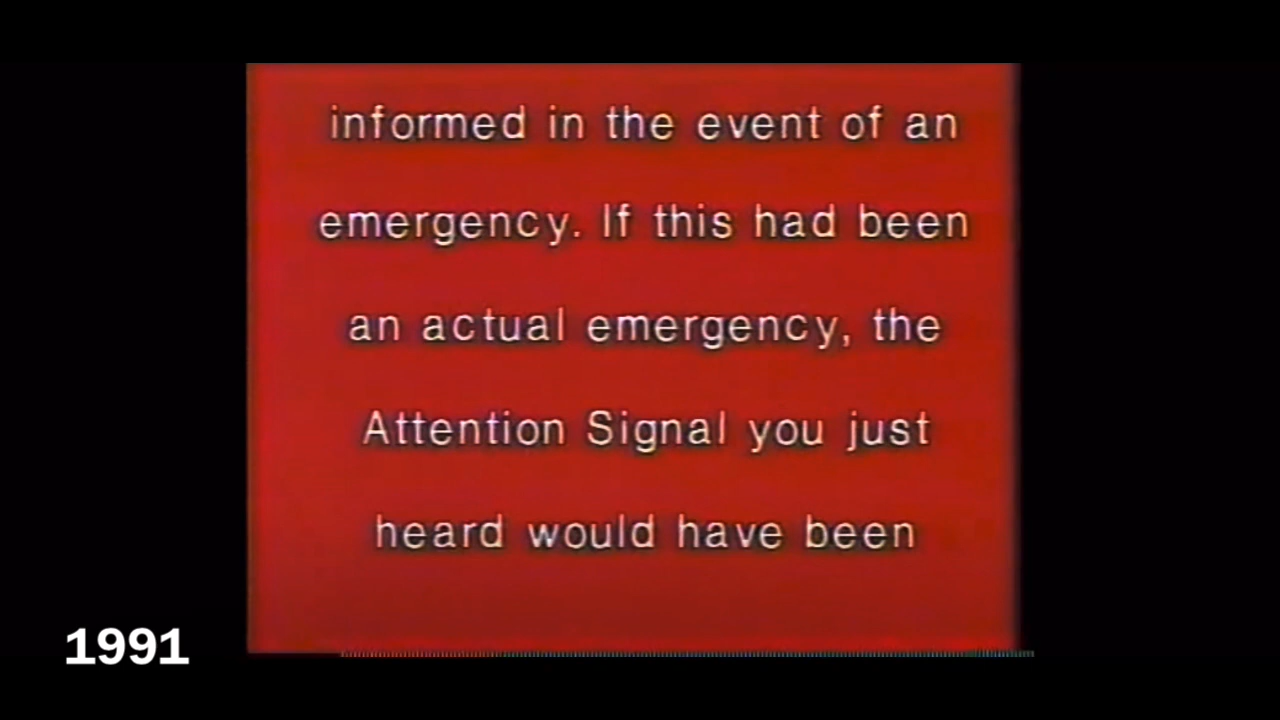 informed in the event of an
emergency. If this had been
an actual emergency, the
Attention Signal you just
heard would have been
1991